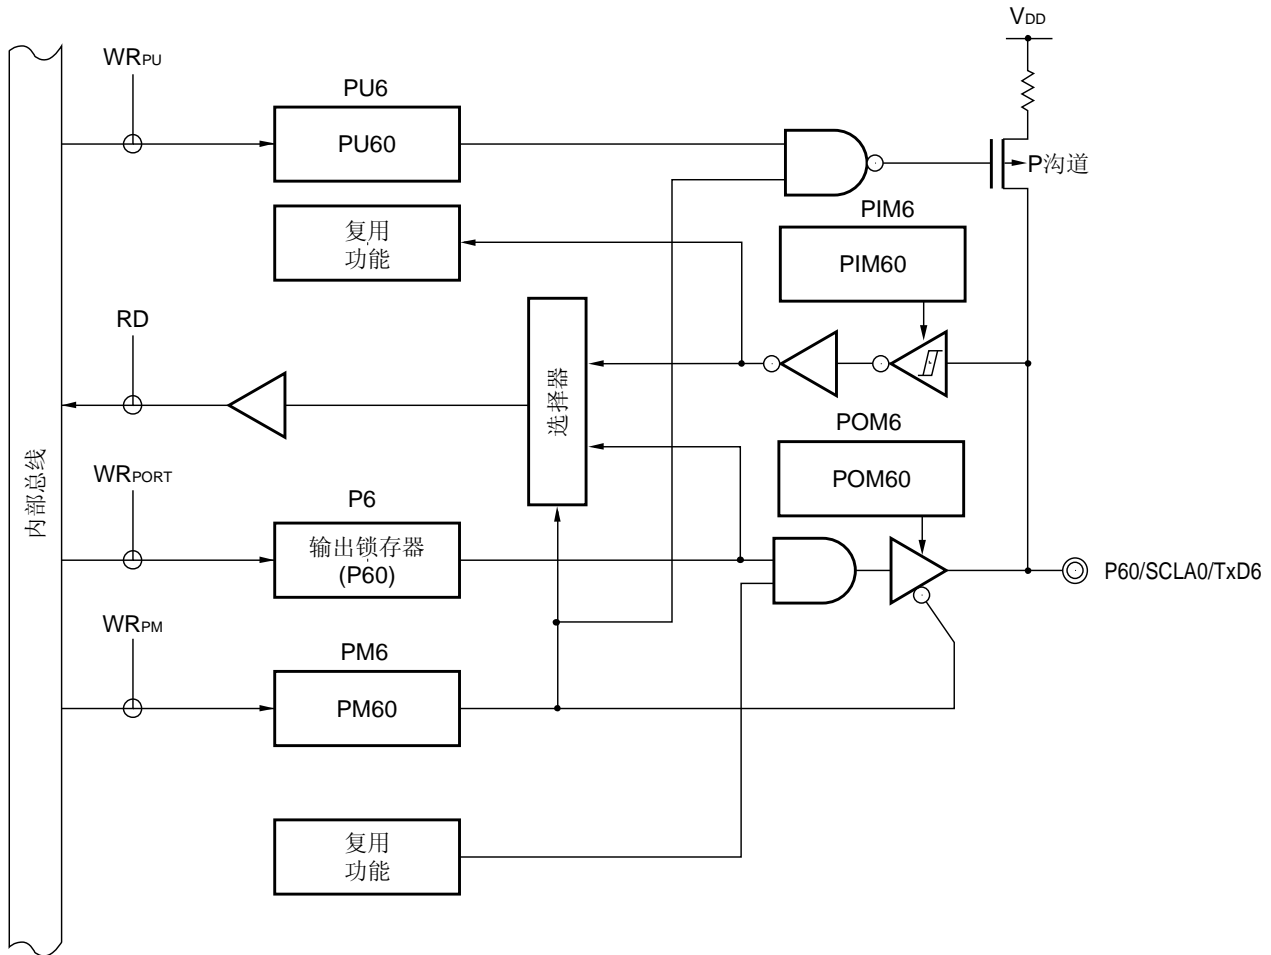 VDD
WRPU
PU6
PU60
P沟道
复用
功能
PIM6
PIM60
RD
选择器
POM6
POM60
内部总线
WRPORT
P6
输出锁存器
(P60)
P60/SCLA0/TxD6
WRPM
PM6
PM60
复用
功能